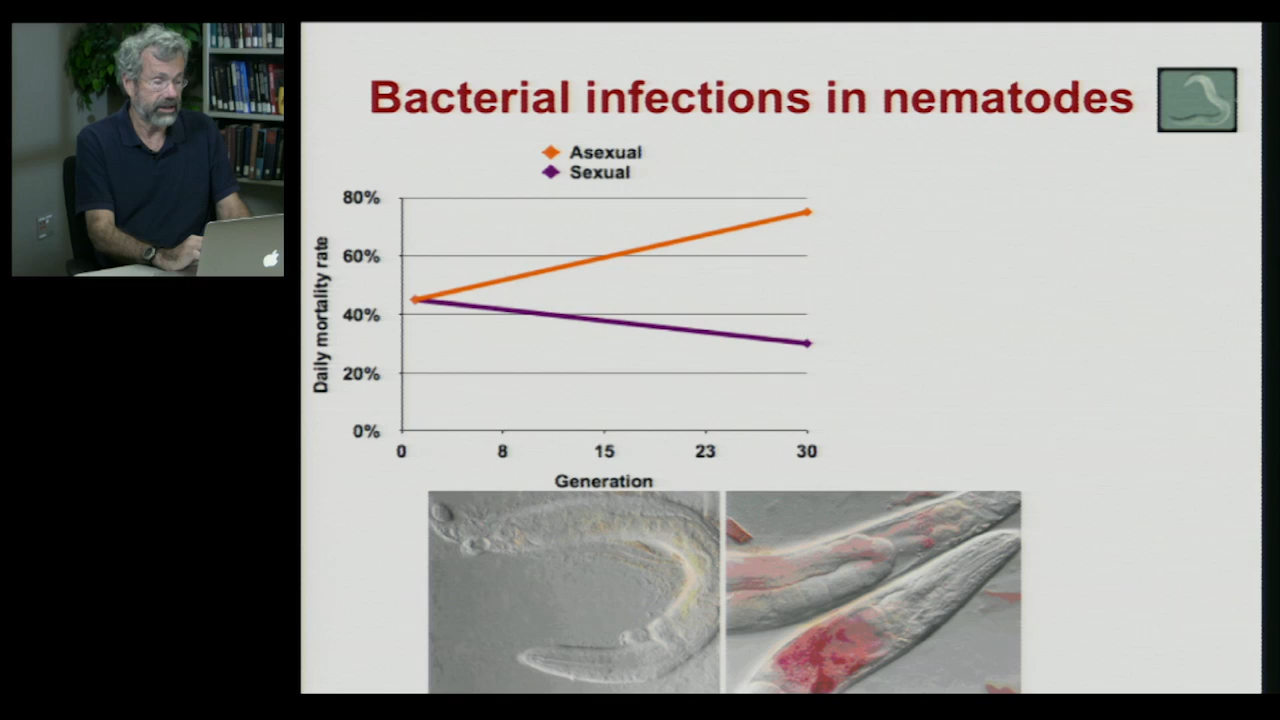 Bacterial infections in nematodes
Asexual
Sexual
80%
60%
40%
20%
0%
Daily mortality rate
0 8 15 23 30
Generation